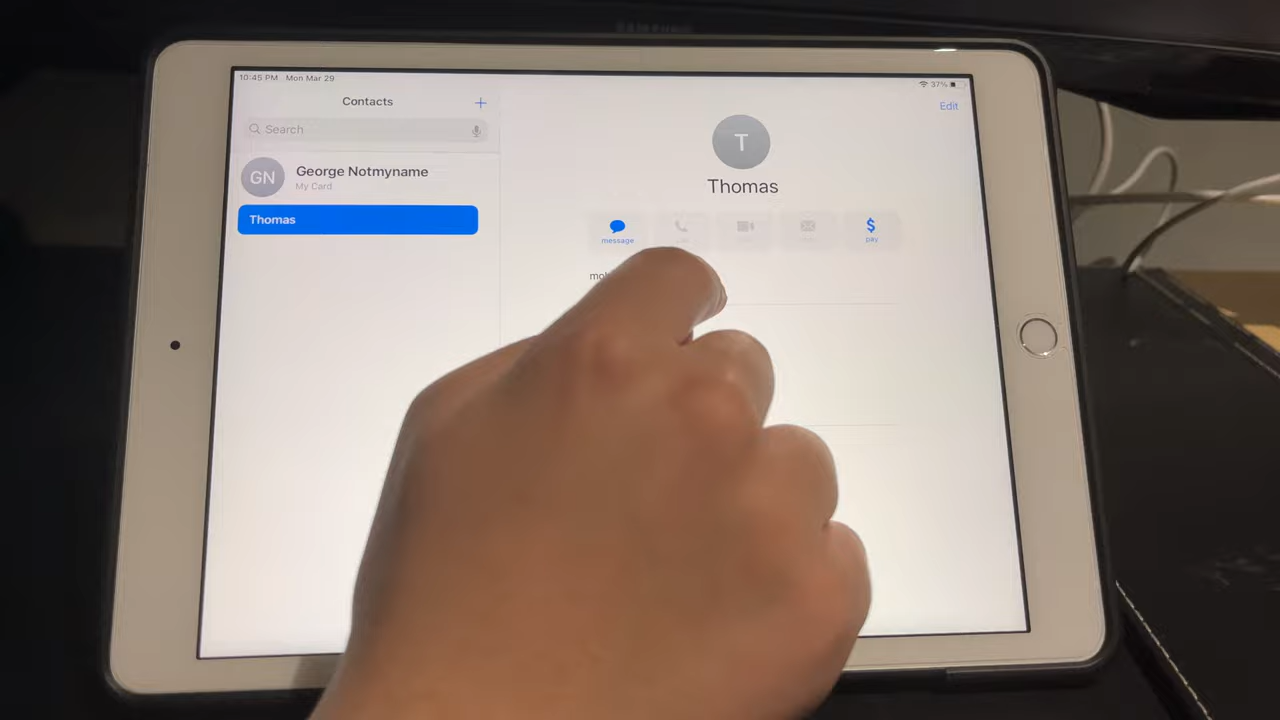 SAMSUNG
10:45 PM Mon Mar 29
37%
Contacts
+
Edit
Search
T
GN
George Notmyname
My Card
Thomas
Thomas
message
$
pay